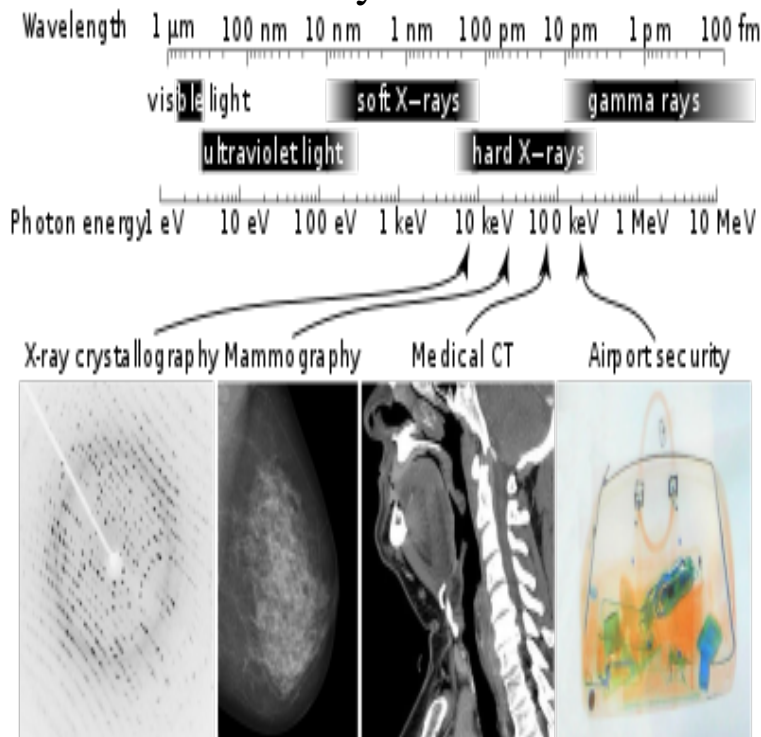 Wavelength 1 μm 100 nm 10 nm 1 nm 100 pm 10 pm 1 pm 100 fm
visible light soft X-rays gamma rays
ultraviolet light hard X-rays
Photon energy 1 eV 10 eV 100 eV 1 keV 10 keV 100 keV 1 MeV 10 MeV
X-ray crystallography Mammography Medical CT Airport security